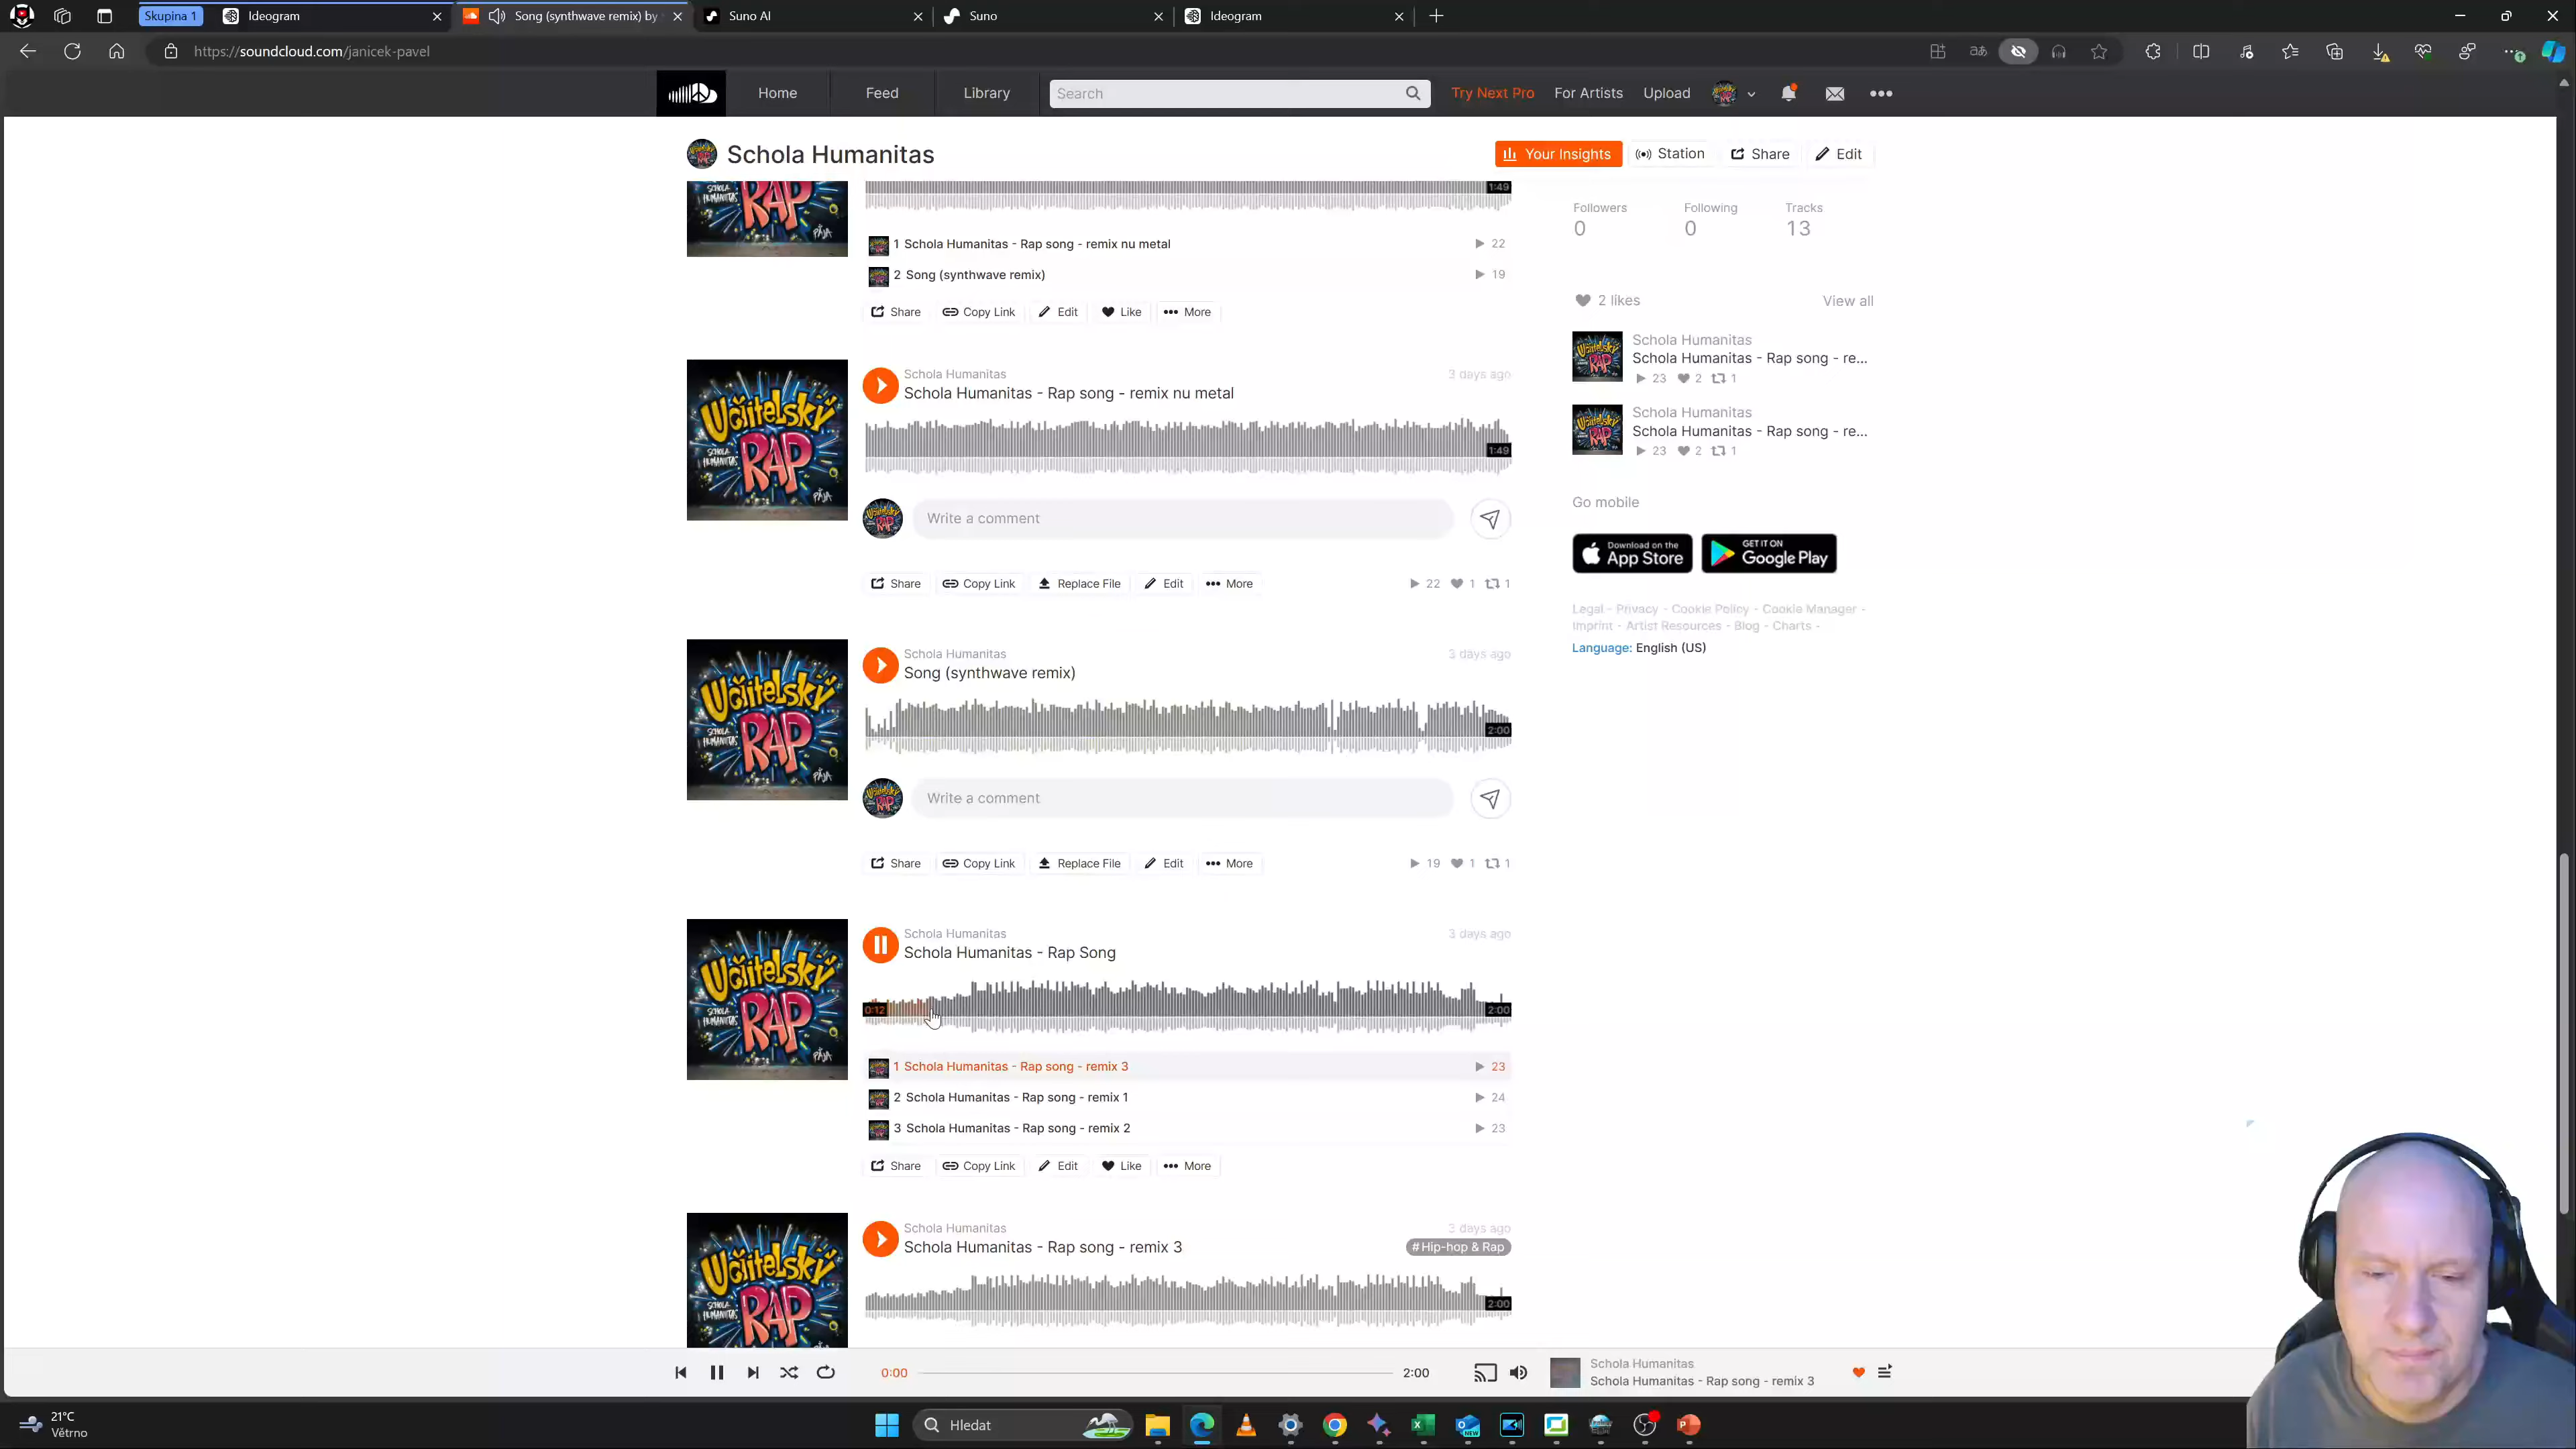 Skupina 1
Ideogram
Song (synthwave remix) by
Suno AI
Suno
Ideogram
https://soundcloud.com/janicek-pavel
Home
Feed
Library
Search
Try Next Pro
For Artists
Upload
Schola Humanitas
Your Insights
Station
Share
Edit
UČITELSKÝ
RAP
SCHOLA
HUMANITAS
PÁJA
1:49
1 Schola Humanitas - Rap song - remix nu metal
22
2 Song (synthwave remix)
19
Share
Copy Link
Edit
Like
More
Schola Humanitas
3 days ago
Schola Humanitas - Rap song - remix nu metal
1:49
Write a comment
Share
Copy Link
Replace File
Edit
More
22
1
1
Schola Humanitas
3 days ago
Song (synthwave remix)
2:00
Write a comment
Share
Copy Link
Replace File
Edit
More
19
1
1
Schola Humanitas
3 days ago
Schola Humanitas - Rap Song
0:12
2:00
1 Schola Humanitas - Rap song - remix 3
23
2 Schola Humanitas - Rap song - remix 1
24
3 Schola Humanitas - Rap song - remix 2
23
Share
Copy Link
Edit
Like
More
Schola Humanitas
3 days ago
Schola Humanitas - Rap song - remix 3
#Hip-hop & Rap
2:00
Followers
0
Following
0
Tracks
13
2 likes
View all
Schola Humanitas
Schola Humanitas - Rap song - re...
23
2
1
Schola Humanitas
Schola Humanitas - Rap song - re...
23
2
1
Go mobile
Download on the
App Store
GET IT ON
Google Play
Legal - Privacy - Cookie Policy - Cookie Manager -
Imprint - Artist Resources - Blog - Charts -
Language: English (US)
0:00
2:00
Schola Humanitas
Schola Humanitas - Rap song - remix 3
21°C
Větrno
Hledat